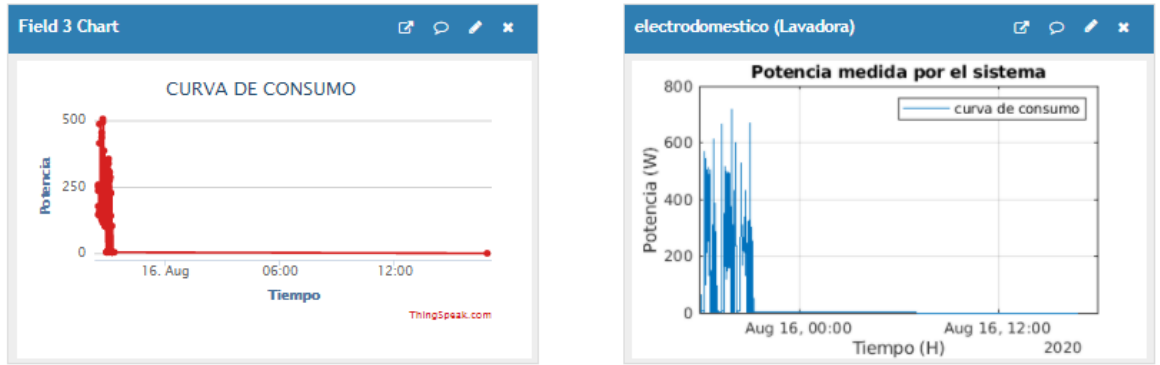 Field 3 Chart
CURVA DE CONSUMO
500
250
0
Potencia
16. Aug 06:00 12:00
Tiempo
ThingSpeak.com
electrodomestico (Lavadora)
Potencia medida por el sistema
curva de consumo
800
600
400
200
0
Potencia (W)
Aug 16, 00:00 Aug 16, 12:00
Tiempo (H) 2020